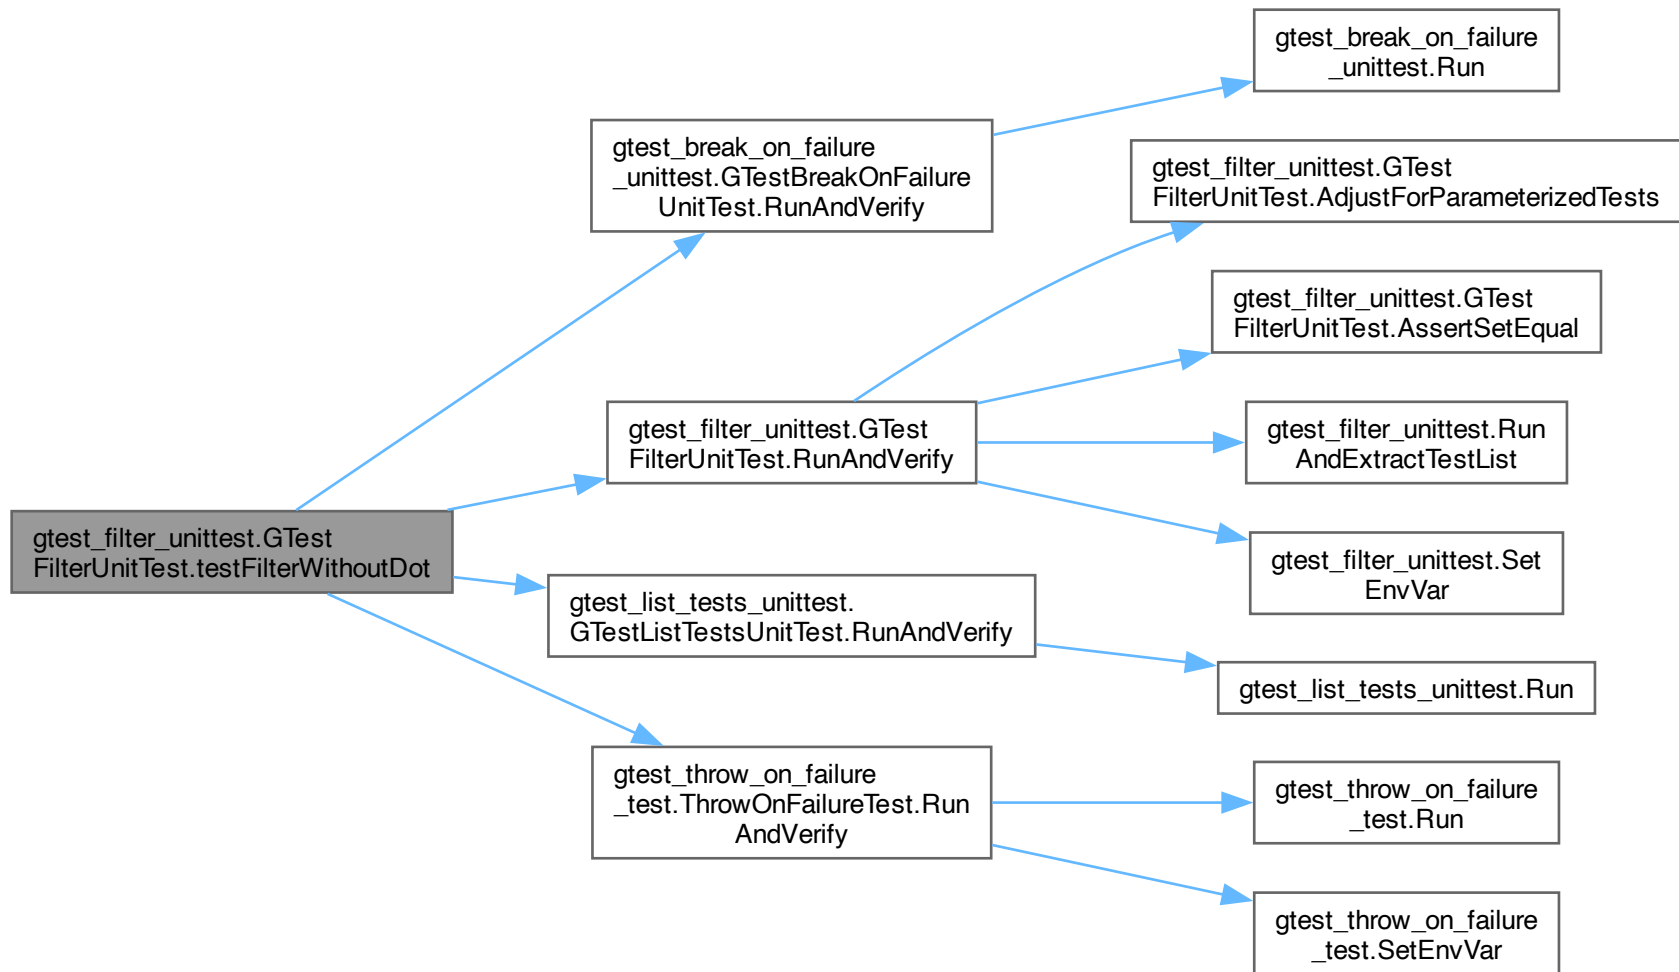 gtest_filter_unittest.GTest
FilterUnitTest.testFilterWithoutDot
gtest_break_on_failure
_unittest.GTestBreakOnFailure
UnitTest.RunAndVerify
gtest_filter_unittest.GTest
FilterUnitTest.RunAndVerify
gtest_list_tests_unittest.
GTestListTestsUnitTest.RunAndVerify
gtest_throw_on_failure
_test.ThrowOnFailureTest.Run
AndVerify
gtest_break_on_failure
_unittest.Run
gtest_filter_unittest.GTest
FilterUnitTest.AdjustForParameterizedTests
gtest_filter_unittest.GTest
FilterUnitTest.AssertSetEqual
gtest_filter_unittest.Run
AndExtractTestList
gtest_filter_unittest.Set
EnvVar
gtest_list_tests_unittest.Run
gtest_throw_on_failure
_test.Run
gtest_throw_on_failure
_test.SetEnvVar